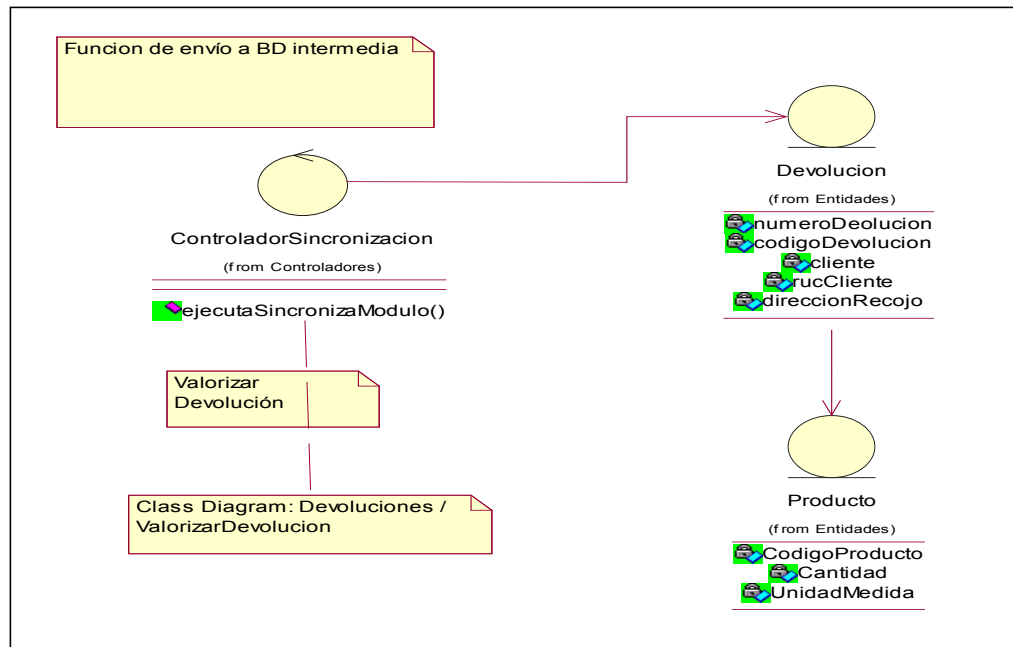 Funcion de envío a BD intermedia
ControladorSincronizacion
(from Controladores)
ejecutaSincronizaModulo()
Valorizar
Devolución
Class Diagram: Devoluciones /
ValorizarDevolucion
Devolucion
(from Entidades)
numeroDeolucion
codigoDevolucion
cliente
rucCliente
direccionRecojo
Producto
(from Entidades)
CodigoProducto
Cantidad
UnidadMedida